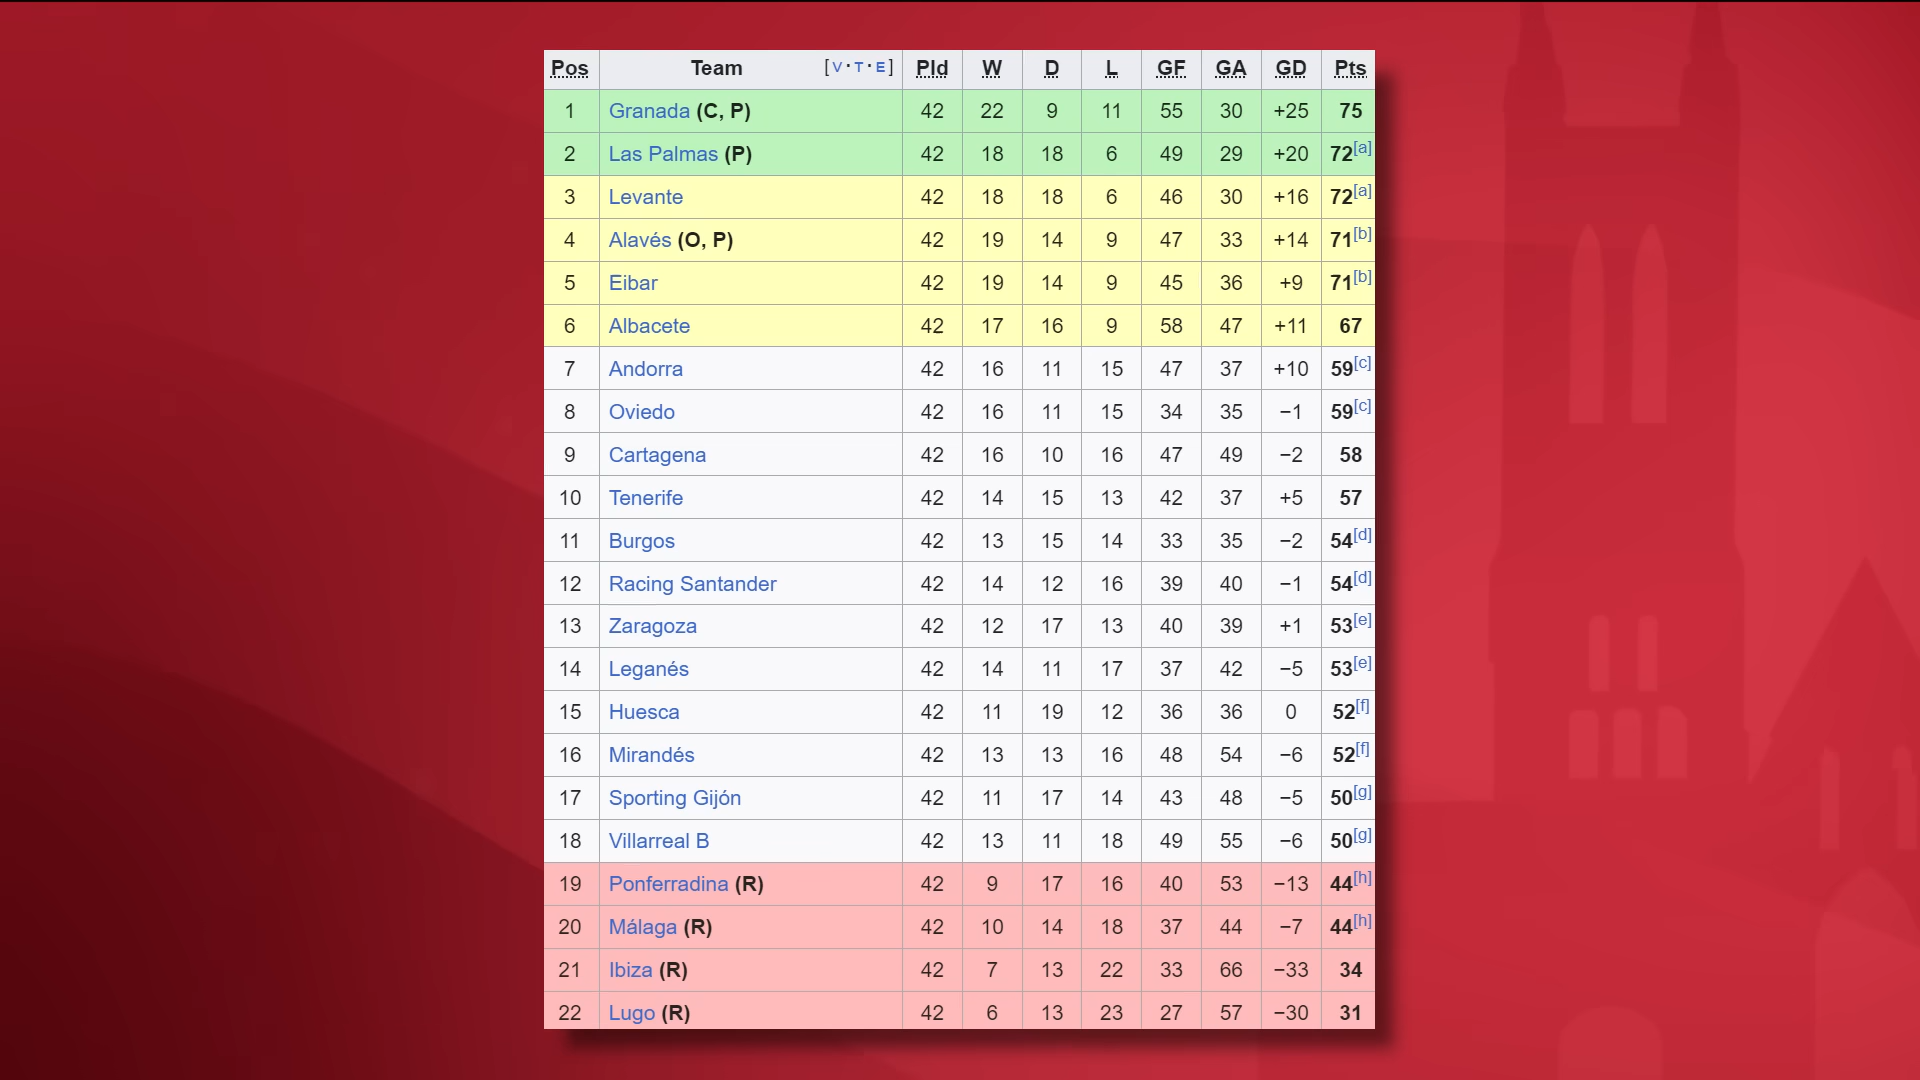 Pos Team [V·T·E] Pld W D L GF GA GD Pts
1 Granada (C, P) 42 22 9 11 55 30 +25 75
2 Las Palmas (P) 42 18 18 6 49 29 +20 72[a]
3 Levante 42 18 18 6 46 30 +16 72[a]
4 Alavés (O, P) 42 19 14 9 47 33 +14 71[b]
5 Eibar 42 19 14 9 45 36 +9 71[b]
6 Albacete 42 17 16 9 58 47 +11 67
7 Andorra 42 16 11 15 47 37 +10 59[c]
8 Oviedo 42 16 11 15 34 35 −1 59[c]
9 Cartagena 42 16 10 16 47 49 −2 58
10 Tenerife 42 14 15 13 42 37 +5 57
11 Burgos 42 13 15 14 33 35 −2 54[d]
12 Racing Santander 42 14 12 16 39 40 −1 54[d]
13 Zaragoza 42 12 17 13 40 39 +1 53[e]
14 Leganés 42 14 11 17 37 42 −5 53[e]
15 Huesca 42 11 19 12 36 36 0 52[f]
16 Mirandés 42 13 13 16 48 54 −6 52[f]
17 Sporting Gijón 42 11 17 14 43 48 −5 50[g]
18 Villarreal B 42 13 11 18 49 55 −6 50[g]
19 Ponferradina (R) 42 9 17 16 40 53 −13 44[h]
20 Málaga (R) 42 10 14 18 37 44 −7 44[h]
21 Ibiza (R) 42 7 13 22 33 66 −33 34
22 Lugo (R) 42 6 13 23 27 57 −30 31